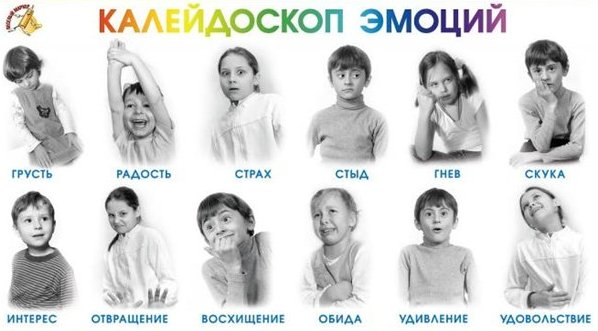 КАЛЕЙДОСКОП ЭМОЦИЙ
ГРУСТЬ РАДОСТЬ СТРАХ СТЫД ГНЕВ СКУКА
ИНТЕРЕС ОТВРАЩЕНИЕ ВОСХИЩЕНИЕ ОБИДА УДИВЛЕНИЕ УДОВОЛЬСТВИЕ